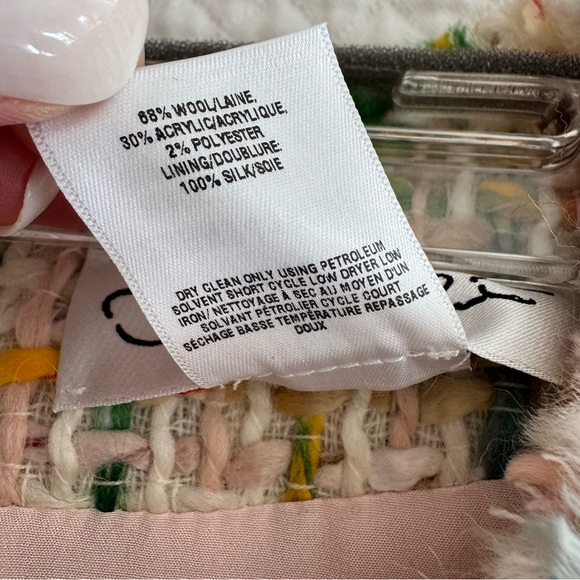 68% WOOL/LAINE,
30% ACRYLIC/ACRYLIQUE,
2% POLYESTER
LINING/DOUBLURE:
100% SILK/SOIE
DRY CLEAN ONLY USING PETROLEUM
SOLVENT SHORT CYCLE LOW DRYER LOW
IRON/ NETTOYAGE À SEC AU MOYEN D'UN
SOLVANT PÉTROLIER CYCLE COURT
SÉCHAGE BASSE TEMPÉRATURE REPASSAGE
DOUX